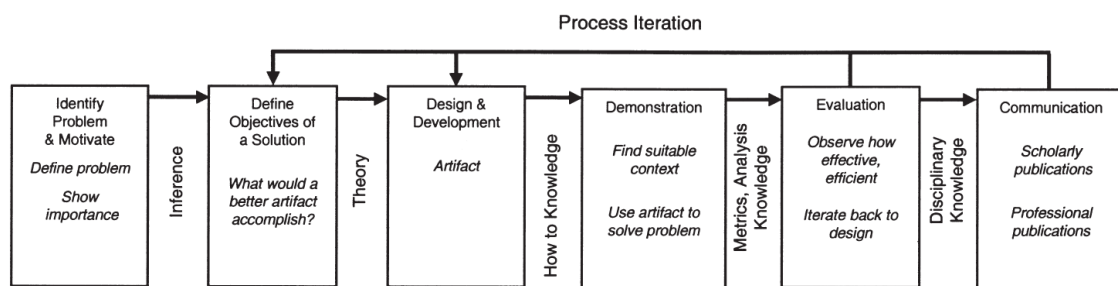 Process Iteration
Identify
Problem
& Motivate
Define problem
Show
importance
Inference
Define
Objectives of
a Solution
What would a
better artifact
accomplish?
Theory
Design &
Development
Artifact
How to Knowledge
Demonstration
Find suitable
context
Use artifact to
solve problem
Metrics, Analysis
Knowledge
Evaluation
Observe how
effective,
efficient
Iterate back to
design
Disciplinary
Knowledge
Communication
Scholarly
publications
Professional
publications